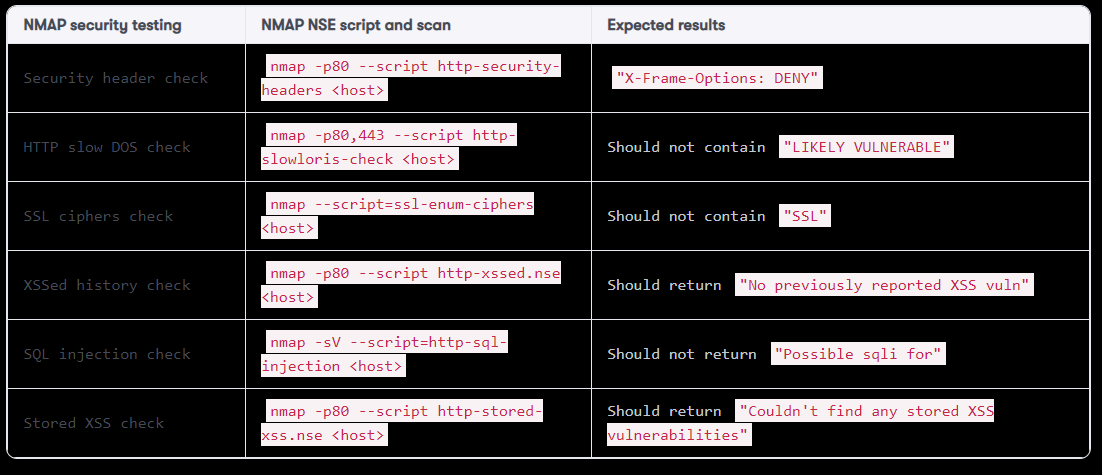 NMAP security testing NMAP NSE script and scan Expected results
Security header check
nmap -p80 --script http-security-
headers <host>
"X-Frame-Options: DENY"
HTTP slow DOS check
nmap -p80,443 --script http-
slowloris-check <host>
Should not contain "LIKELY VULNERABLE"
SSL ciphers check
nmap --script=ssl-enum-ciphers
<host>
Should not contain "SSL"
XSSed history check
nmap -p80 --script http-xssed.nse
<host>
Should return "No previously reported XSS vuln"
SQL injection check
nmap -sV --script=http-sql-
injection <host>
Should not return "Possible sqli for"
Stored XSS check
nmap -p80 --script http-stored-
xss.nse <host>
Should return "Couldn't find any stored XSS
vulnerabilities"